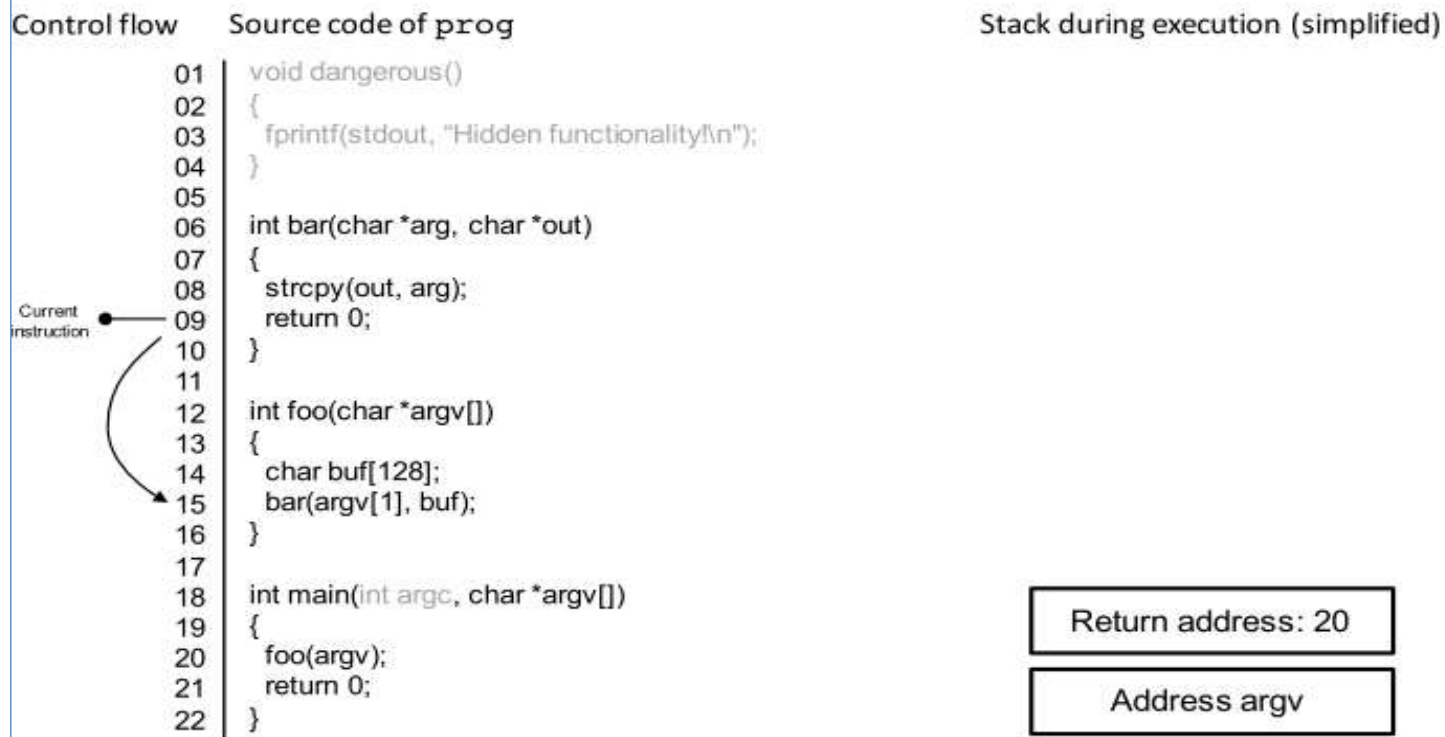 Control flow Source code of prog Stack during execution (simplified)
01 void dangerous()
02 {
03 fprintf(stdout, "Hidden functionality!\n");
04 }
05
06 int bar(char *arg, char *out)
07 {
08 strcpy(out, arg);
Current
instruction
09 return 0;
10 }
11
12 int foo(char *argv[])
13 {
14 char buf[128];
15 bar(argv[1], buf);
16 }
17
18 int main(int argc, char *argv[])
19 {
Return address: 20
20 foo(argv);
21 return 0;
Address argv
22 }